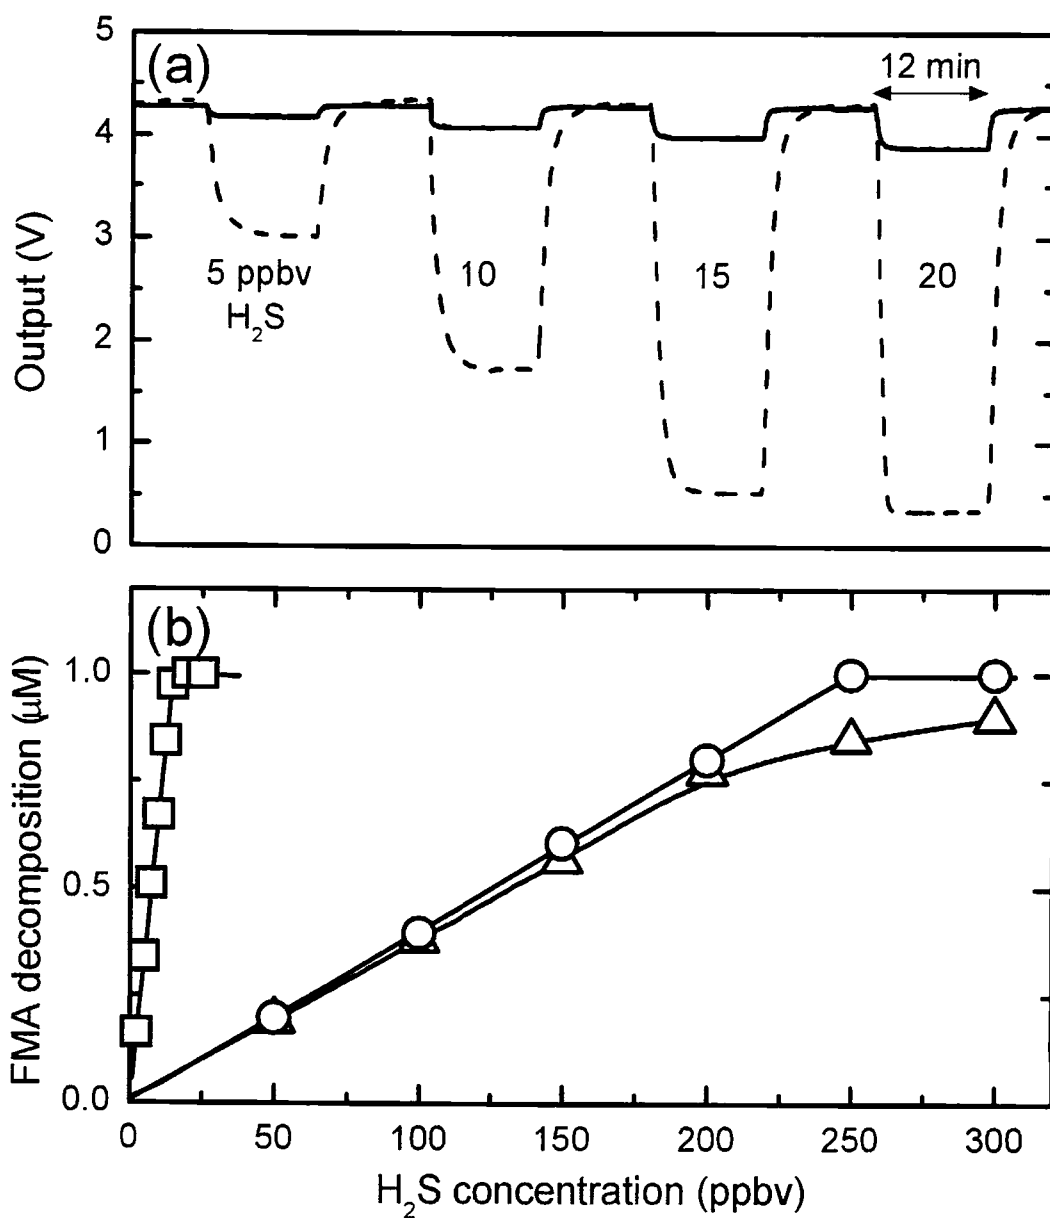 (a)
12 min
5 ppbv
H₂S
10
15
20
Output (V)
5
4
3
2
1
0
(b)
FMA decomposition (μM)
1.0
0.5
0.0
0 50 100 150 200 250 300
H₂S concentration (ppbv)